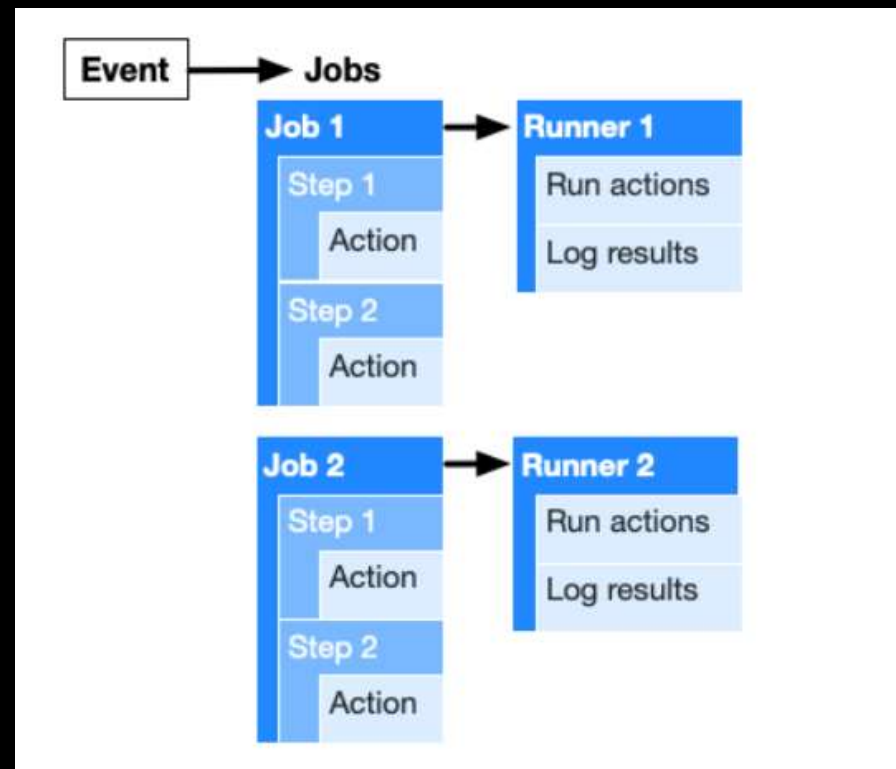 Event
Jobs
Job 1
Step 1
Action
Step 2
Action
Runner 1
Run actions
Log results
Job 2
Step 1
Action
Step 2
Action
Runner 2
Run actions
Log results